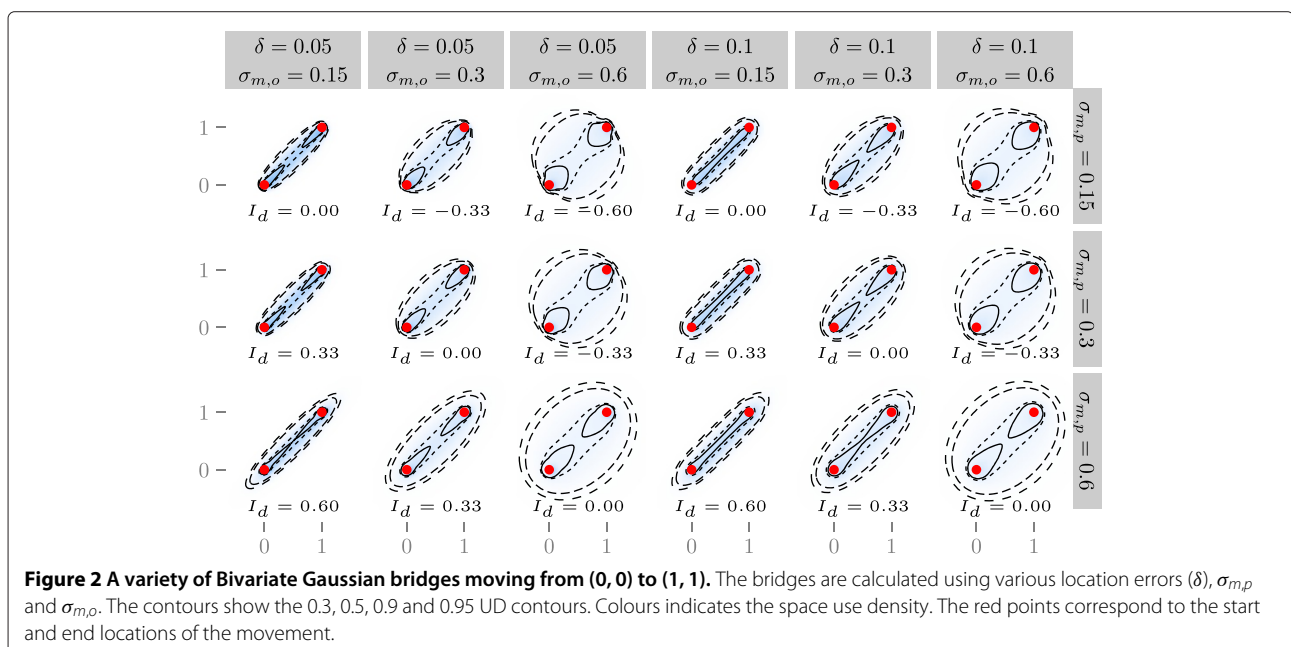 δ = 0.05 δ = 0.05 δ = 0.05 δ = 0.1 δ = 0.1 δ = 0.1
σm,o = 0.15 σm,o = 0.3 σm,o = 0.6 σm,o = 0.15 σm,o = 0.3 σm,o = 0.6
1
0
Id = 0.00 Id = −0.33 Id = −0.60 Id = 0.00 Id = −0.33 Id = −0.60
σm,p = 0.15
1
0
Id = 0.33 Id = 0.00 Id = −0.33 Id = 0.33 Id = 0.00 Id = −0.33
σm,p = 0.3
1
0
Id = 0.60 Id = 0.33 Id = 0.00 Id = 0.60 Id = 0.33 Id = 0.00
σm,p = 0.6
0 1 0 1 0 1 0 1 0 1 0 1
Figure 2 A variety of Bivariate Gaussian bridges moving from (0, 0) to (1, 1). The bridges are calculated using various location errors (δ), σm,p
and σm,o. The contours show the 0.3, 0.5, 0.9 and 0.95 UD contours. Colours indicates the space use density. The red points correspond to the start
and end locations of the movement.